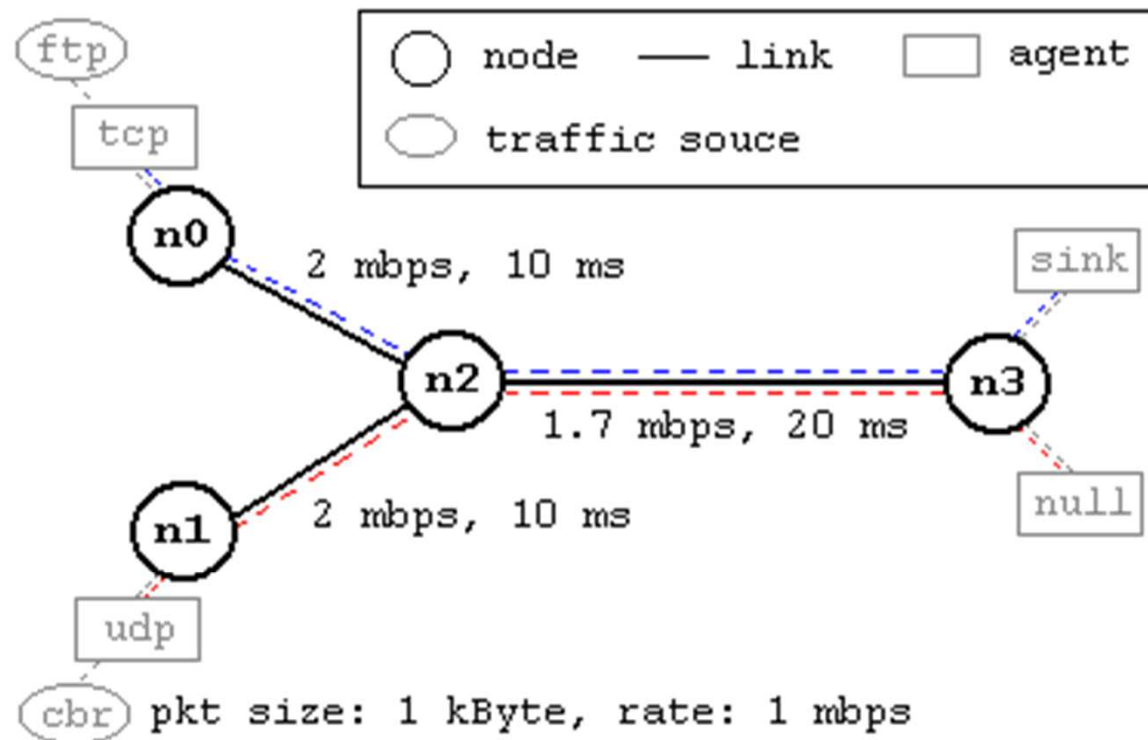 ftp
node
link
agent
traffic souce
tcp
n0
2 mbps, 10 ms
sink
n2
n3
1.7 mbps, 20 ms
n1
2 mbps, 10 ms
null
udp
cbr
pkt size: 1 kByte, rate: 1 mbps